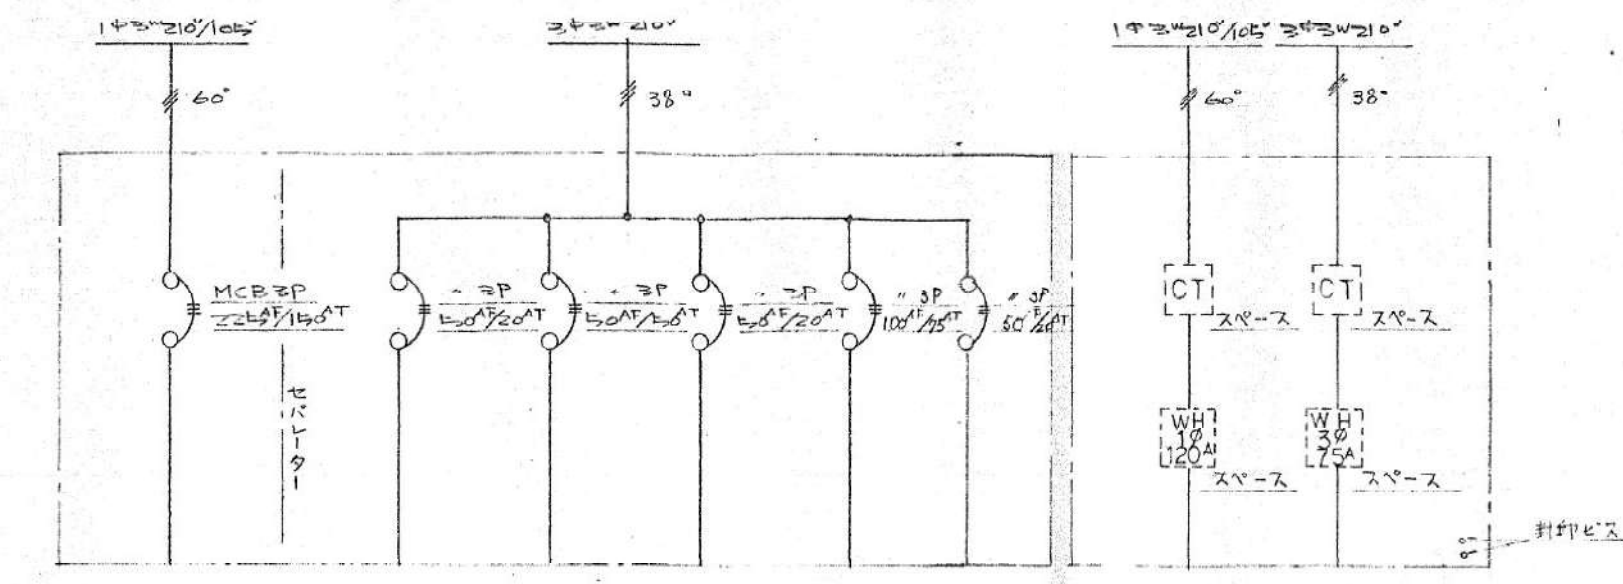 1φ3W210V/105V
3φ3W210V
1φ3W210V/105V
3φ3W210V
60°
38°
60°
38°
MCB3P
225AF/150AT
〃 3P
50AF/20AT
〃 3P
50AF/50AT
〃 3P
50AF/20AT
〃 3P
100AF/75AT
〃 3P
50AF/20AT
セパレーター
CT
スペース
CT
スペース
WH
1φ
120A
スペース
WH
3φ
75A
スペース
封印ビス